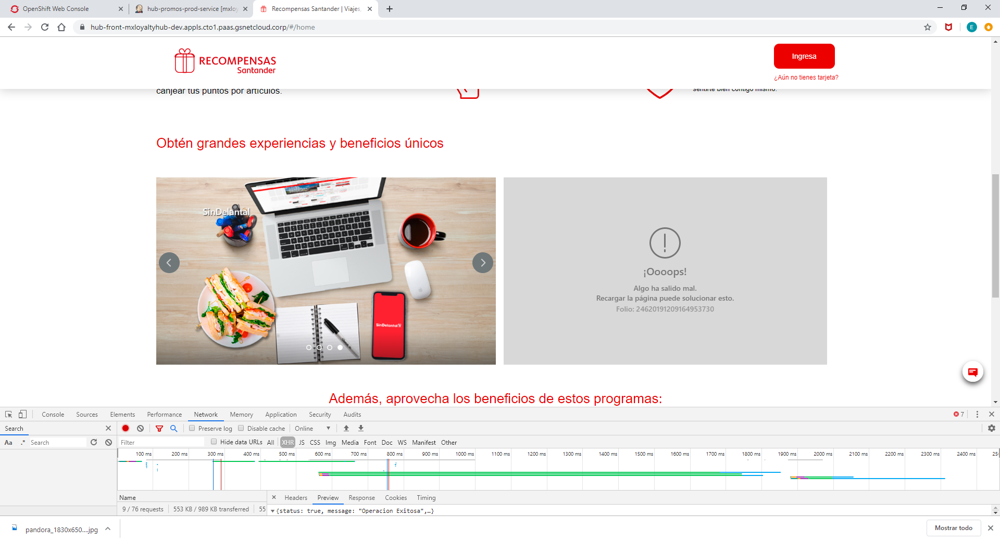 OpenShift Web Console
hub-promos-prod-service [mxloy
Recompensas Santander | Viajes,
hub-front-mxloyaltyhub-dev.appls.cto1.paas.gsnetcloud.corp/#/home
E
RECOMPENSAS
Santander
Ingresa
¿Aún no tienes tarjeta?
canjear tus puntos por artículos.
sentirte bien contigo mismo.
Obtén grandes experiencias y beneficios únicos
SinDelantal
SinDelantal
¡Oooops!
Algo ha salido mal.
Recargar la página puede solucionar esto.
Folio: 24620191209164953730
Además, aprovecha los beneficios de estos programas:
Console Sources Elements Performance Network Memory Application Security Audits 7
Search
Preserve log Disable cache Online
Aa .* Search
Filter Hide data URLs All XHR JS CSS Img Media Font Doc WS Manifest Other
100 ms 200 ms 300 ms 400 ms 500 ms 600 ms 700 ms 800 ms 900 ms 1000 ms 1100 ms 1200 ms 1300 ms 1400 ms 1500 ms 1600 ms 1700 ms 1800 ms 1900 ms 2000 ms 2100 ms 2200 ms 2300 ms 2400 ms 25
Name
Headers Preview Response Cookies Timing
9 / 76 requests 553 KB / 989 KB transferred 55
{status: true, message: "Operacion Exitosa",…}
pandora_1830x650....jpg
Mostrar todo